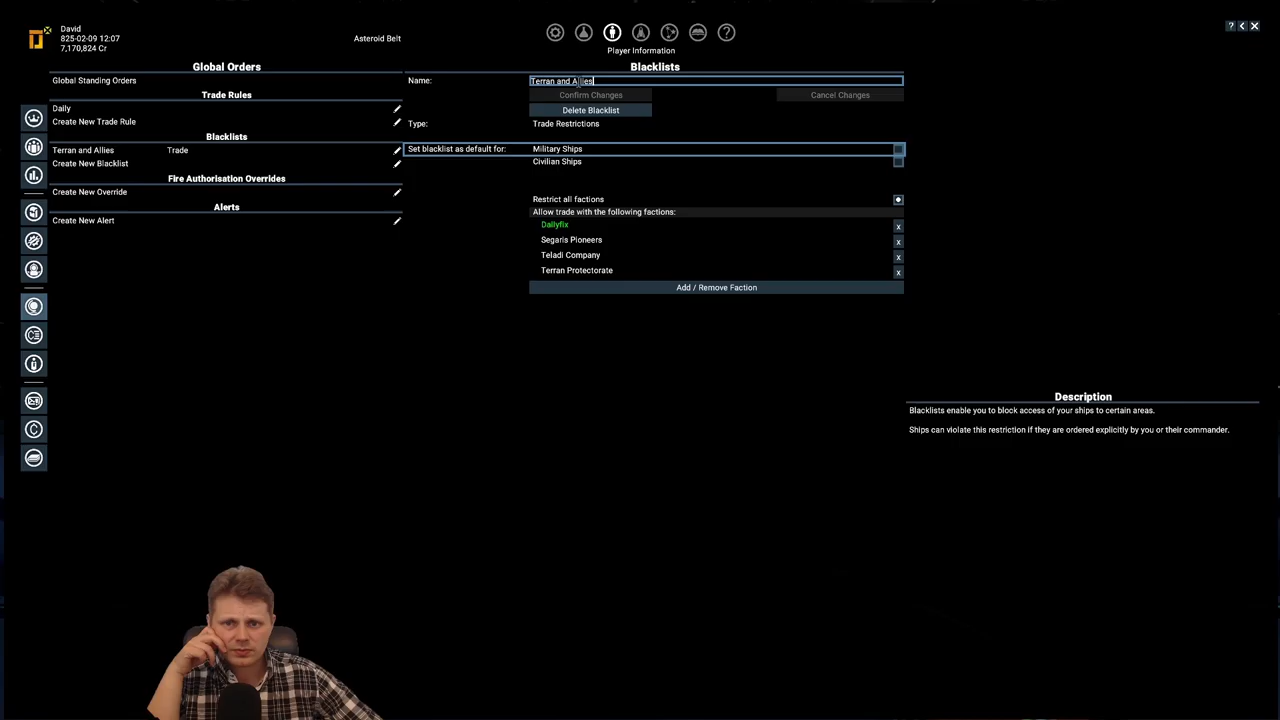 David
825-02-09 12:07
7,170,824 Cr
Asteroid Belt
Player Information
? < X
Global Orders
Global Standing Orders
Trade Rules
Daily
Create New Trade Rule
Blacklists
Terran and Allies Trade
Create New Blacklist
Fire Authorisation Overrides
Create New Override
Alerts
Create New Alert
Blacklists
Name: Terran and Allies
Confirm Changes Cancel Changes
Delete Blacklist
Type: Trade Restrictions
Set blacklist as default for: Military Ships
Civilian Ships
Restrict all factions
Allow trade with the following factions:
Dailyfix x
Segaris Pioneers x
Teladi Company x
Terran Protectorate x
Add / Remove Faction
Description
Blacklists enable you to block access of your ships to certain areas.
Ships can violate this restriction if they are ordered explicitly by you or their commander.